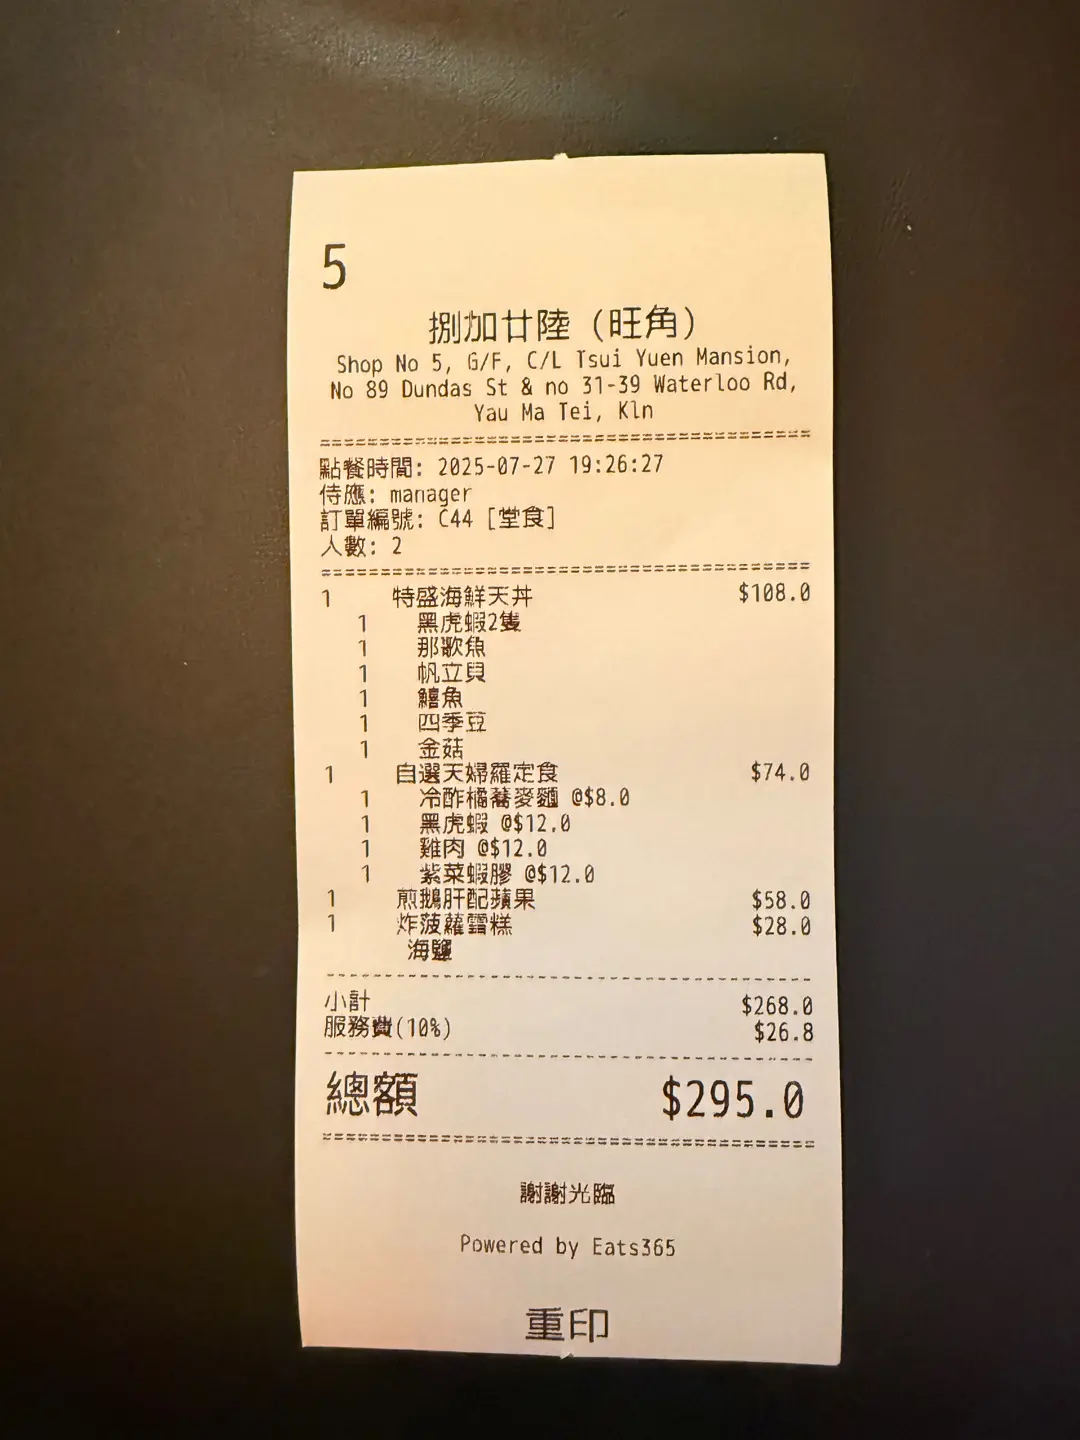 5
捌加廿陸 (旺角)
Shop No 5, G/F, C/L Tsui Yuen Mansion,
No 89 Dundas St & no 31-39 Waterloo Rd,
Yau Ma Tei, Kln
點餐時間: 2025-07-27 19:26:27
侍應: manager
訂單編號: C44 [堂食]
人數: 2
1 特盛海鮮天丼 $108.0
1 黑虎蝦2隻
1 那歌魚
1 帆立貝
1 鱚魚
1 四季豆
1 金菇
1 自選天婦羅定食 $74.0
1 冷酢橘蕎麥麵 @$8.0
1 黑虎蝦 @$12.0
1 雞肉 @$12.0
1 紫菜蝦膠 @$12.0
1 煎鵝肝配蘋果 $58.0
1 炸菠蘿雪糕 $28.0
海鹽
小計 $268.0
服務費(10%) $26.8
總額 $295.0
謝謝光臨
Powered by Eats365
重印